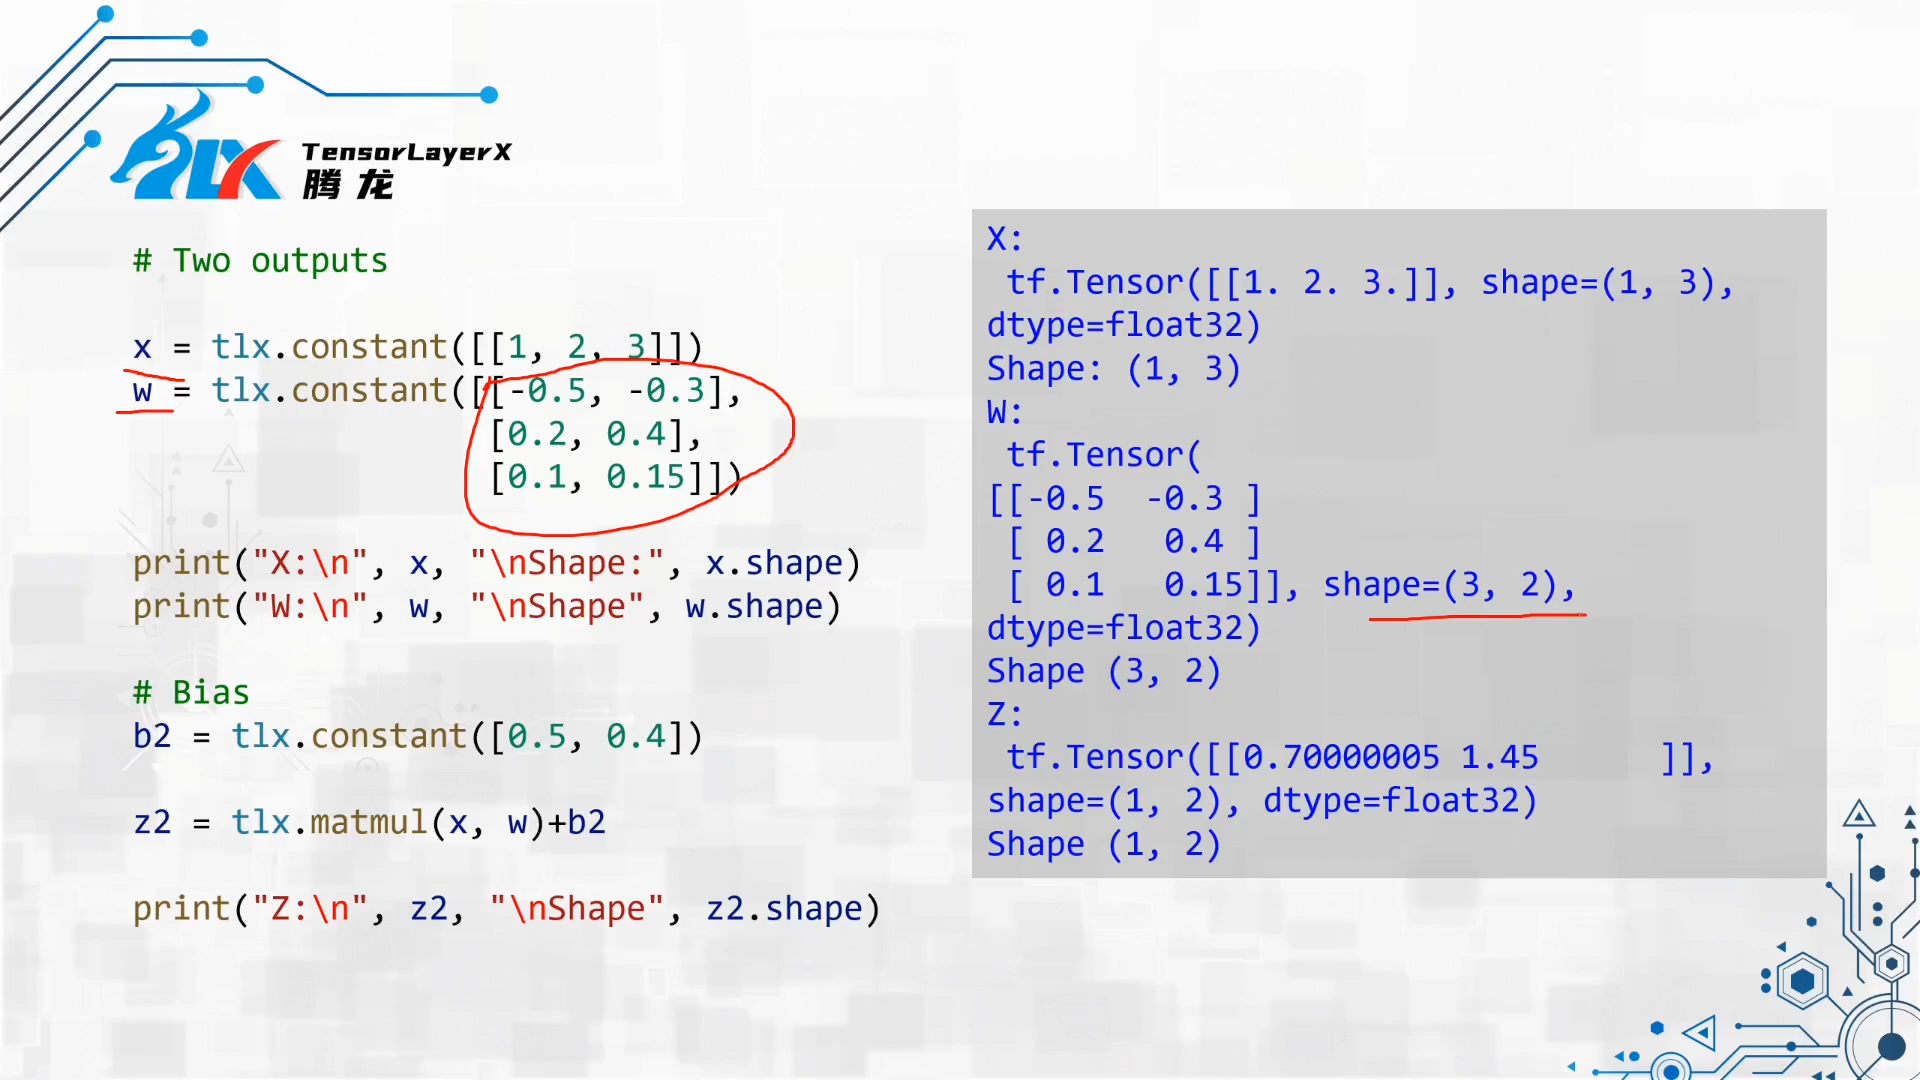 TensorLayerX
腾龙
# Two outputs
x = tlx.constant([[1, 2, 3]])
w = tlx.constant([[-0.5, -0.3],
[0.2, 0.4],
[0.1, 0.15]])
print("X:\n", x, "\nShape:", x.shape)
print("W:\n", w, "\nShape", w.shape)
# Bias
b2 = tlx.constant([0.5, 0.4])
z2 = tlx.matmul(x, w)+b2
print("Z:\n", z2, "\nShape", z2.shape)
X:
tf.Tensor([[1. 2. 3.]], shape=(1, 3),
dtype=float32)
Shape: (1, 3)
W:
tf.Tensor(
[[-0.5  -0.3 ]
[ 0.2   0.4 ]
[ 0.1   0.15]], shape=(3, 2),
dtype=float32)
Shape (3, 2)
Z:
tf.Tensor([[0.70000005 1.45      ]],
shape=(1, 2), dtype=float32)
Shape (1, 2)